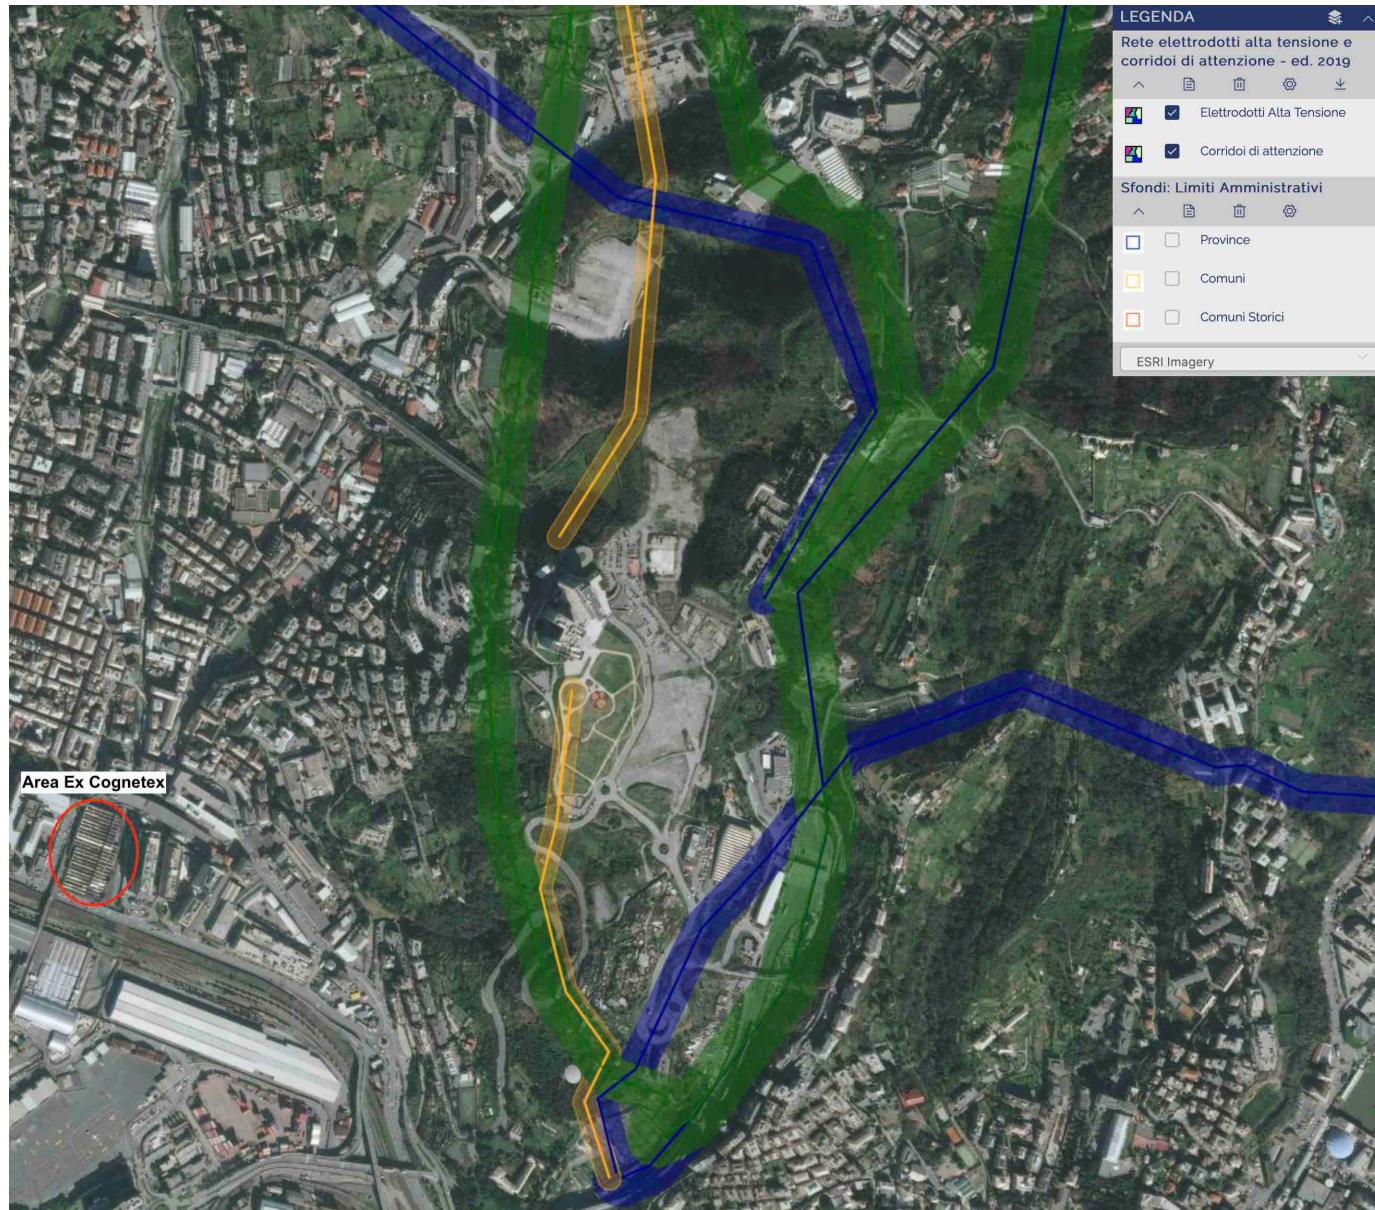 LEGENDA
Rete elettrodotti alta tensione e
corridoi di attenzione - ed. 2019
Elettrodotti Alta Tensione
Corridoi di attenzione
Sfondi: Limiti Amministrativi
Province
Comuni
Comuni Storici
ESRI Imagery
Area Ex Cognetex